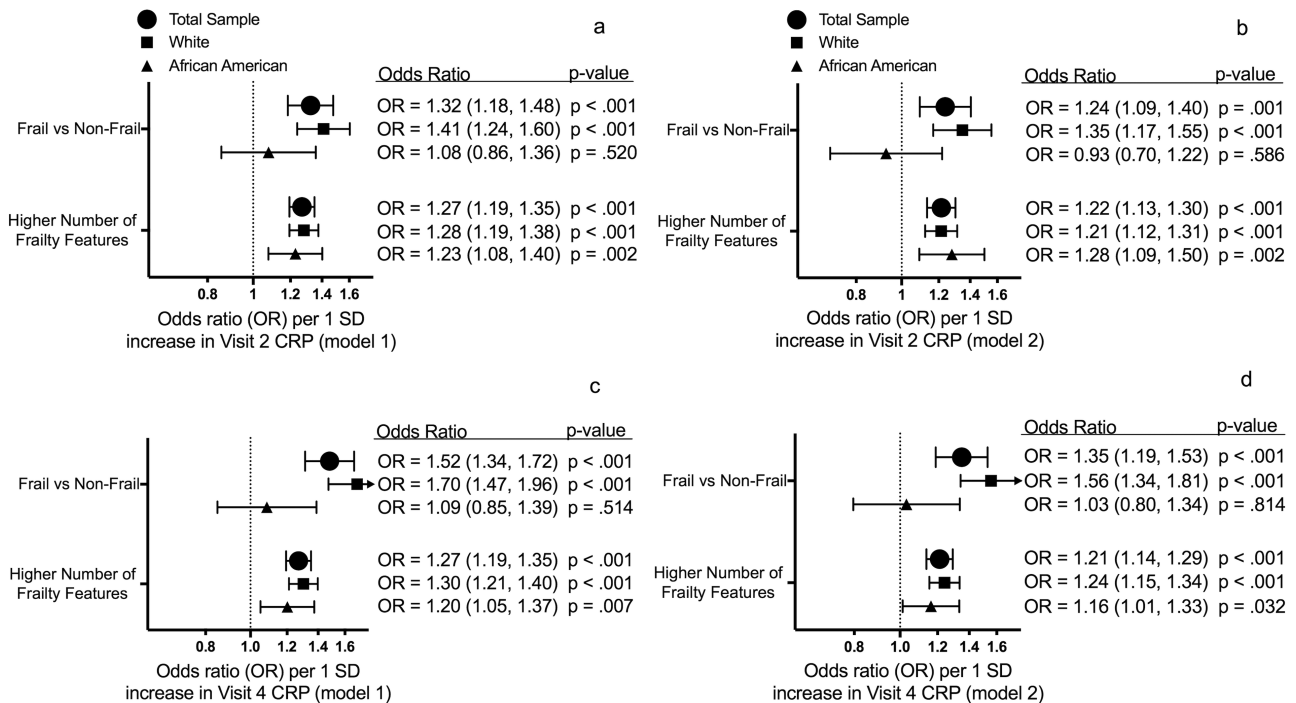 Total Sample
White
African American
a
Odds Ratio p-value
Frail vs Non-Frail
OR = 1.32 (1.18, 1.48) p < .001
OR = 1.41 (1.24, 1.60) p < .001
OR = 1.08 (0.86, 1.36) p = .520
Higher Number of
Frailty Features
OR = 1.27 (1.19, 1.35) p < .001
OR = 1.28 (1.19, 1.38) p < .001
OR = 1.23 (1.08, 1.40) p = .002
0.8 1 1.2 1.4 1.6
Odds ratio (OR) per 1 SD
increase in Visit 2 CRP (model 1)
Total Sample
White
African American
b
Odds Ratio p-value
Frail vs Non-Frail
OR = 1.24 (1.09, 1.40) p = .001
OR = 1.35 (1.17, 1.55) p < .001
OR = 0.93 (0.70, 1.22) p = .586
Higher Number of
Frailty Features
OR = 1.22 (1.13, 1.30) p < .001
OR = 1.21 (1.12, 1.31) p < .001
OR = 1.28 (1.09, 1.50) p = .002
0.8 1 1.2 1.4 1.6
Odds ratio (OR) per 1 SD
increase in Visit 2 CRP (model 2)
c
Odds Ratio p-value
Frail vs Non-Frail
OR = 1.52 (1.34, 1.72) p < .001
OR = 1.70 (1.47, 1.96) p < .001
OR = 1.09 (0.85, 1.39) p = .514
Higher Number of
Frailty Features
OR = 1.27 (1.19, 1.35) p < .001
OR = 1.30 (1.21, 1.40) p < .001
OR = 1.20 (1.05, 1.37) p = .007
0.8 1.0 1.2 1.4 1.6
Odds ratio (OR) per 1 SD
increase in Visit 4 CRP (model 1)
d
Odds Ratio p-value
Frail vs Non-Frail
OR = 1.35 (1.19, 1.53) p < .001
OR = 1.56 (1.34, 1.81) p < .001
OR = 1.03 (0.80, 1.34) p = .814
Higher Number of
Frailty Features
OR = 1.21 (1.14, 1.29) p < .001
OR = 1.24 (1.15, 1.34) p < .001
OR = 1.16 (1.01, 1.33) p = .032
0.8 1.0 1.2 1.4 1.6
Odds ratio (OR) per 1 SD
increase in Visit 4 CRP (model 2)